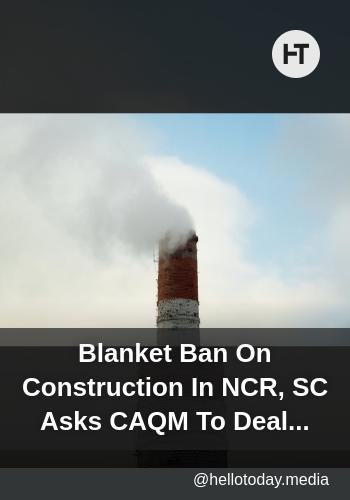 HT
Blanket Ban On
Construction In NCR, SC
Asks CAQM To Deal...
@hellotoday.media